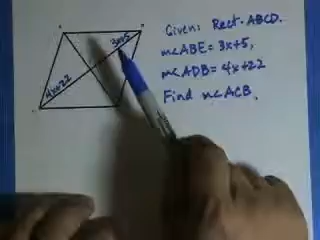 Given: Rect. ABCD.
3x+5
m<ABE = 3x+5,
m<ADB = 4x+22
4x+22
Find m<ACB.